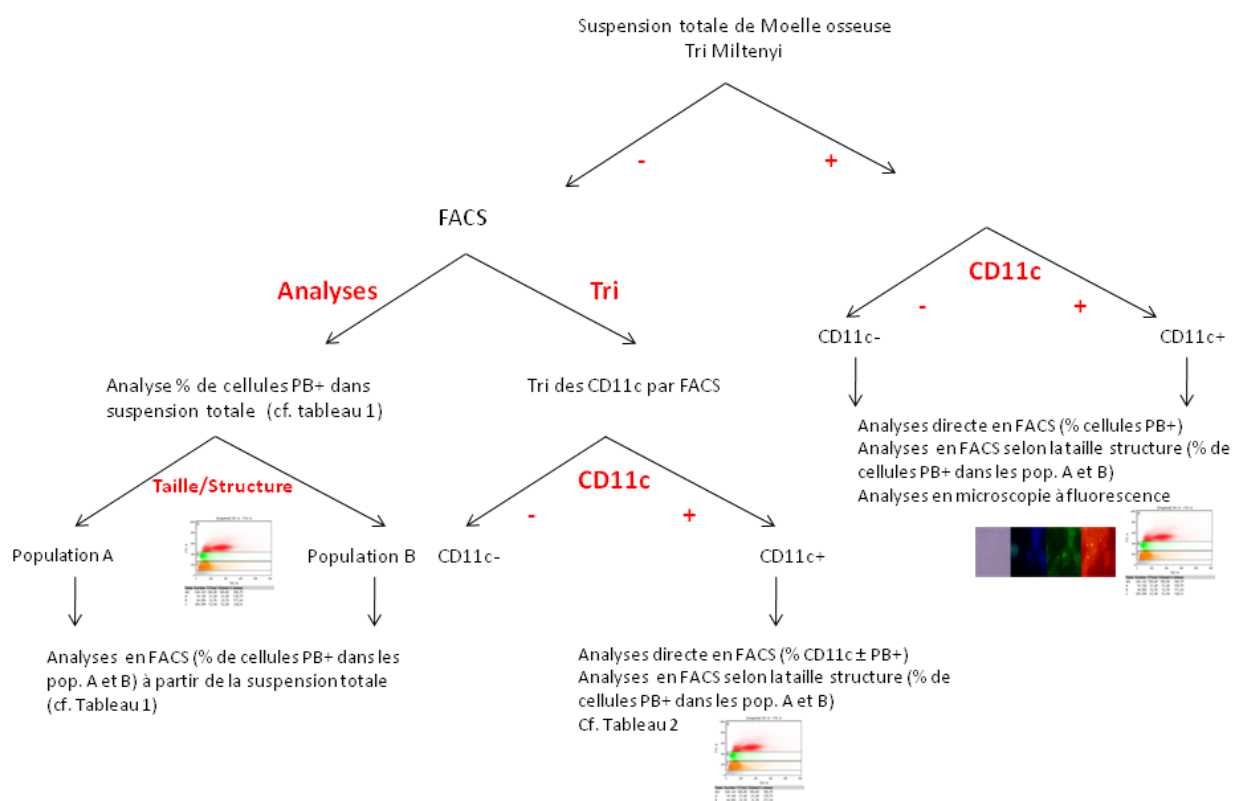 Suspension totale de Moelle osseuse
Tri Miltenyi
-
+
FACS
Analyses
Tri
CD11c
-
+
CD11c-
CD11c+
Analyse % de cellules PB+ dans
suspension totale (cf. tableau 1)
Tri des CD11c par FACS
Analyses directe en FACS (% cellules PB+)
Analyses en FACS selon la taille structure (% de
cellules PB+ dans les pop. A et B)
Analyses en microscopie à fluorescence
Taille/Structure
CD11c
-
+
Population A
Population B
CD11c-
CD11c+
Analyses en FACS (% de cellules PB+ dans les
pop. A et B) à partir de la suspension totale
(cf. Tableau 1)
Analyses directe en FACS (% CD11c ± PB+)
Analyses en FACS selon la taille structure (% de
cellules PB+ dans les pop. A et B)
Cf. Tableau 2